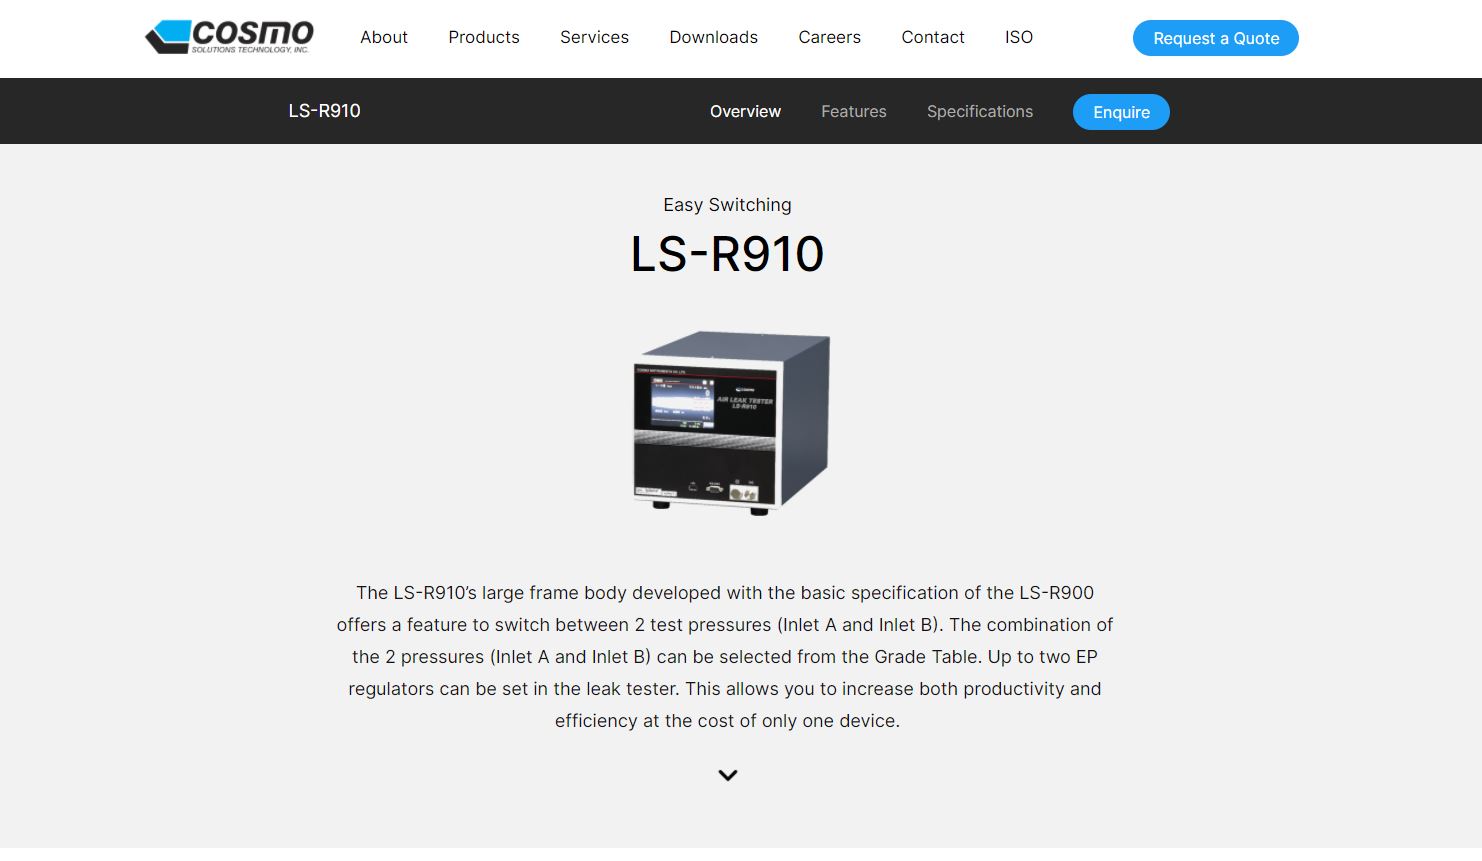 COSMO
SOLUTIONS TECHNOLOGY, INC.
About
Products
Services
Downloads
Careers
Contact
ISO
Request a Quote
LS-R910
Overview
Features
Specifications
Enquire
Easy Switching
LS-R910
COSMO INSTRUMENTS CO.,LTD.
COSMO
AIR LEAK TESTER
LS-R910
The LS-R910’s large frame body developed with the basic specification of the LS-R900
offers a feature to switch between 2 test pressures (Inlet A and Inlet B). The combination of
the 2 pressures (Inlet A and Inlet B) can be selected from the Grade Table. Up to two EP
regulators can be set in the leak tester. This allows you to increase both productivity and
efficiency at the cost of only one device.